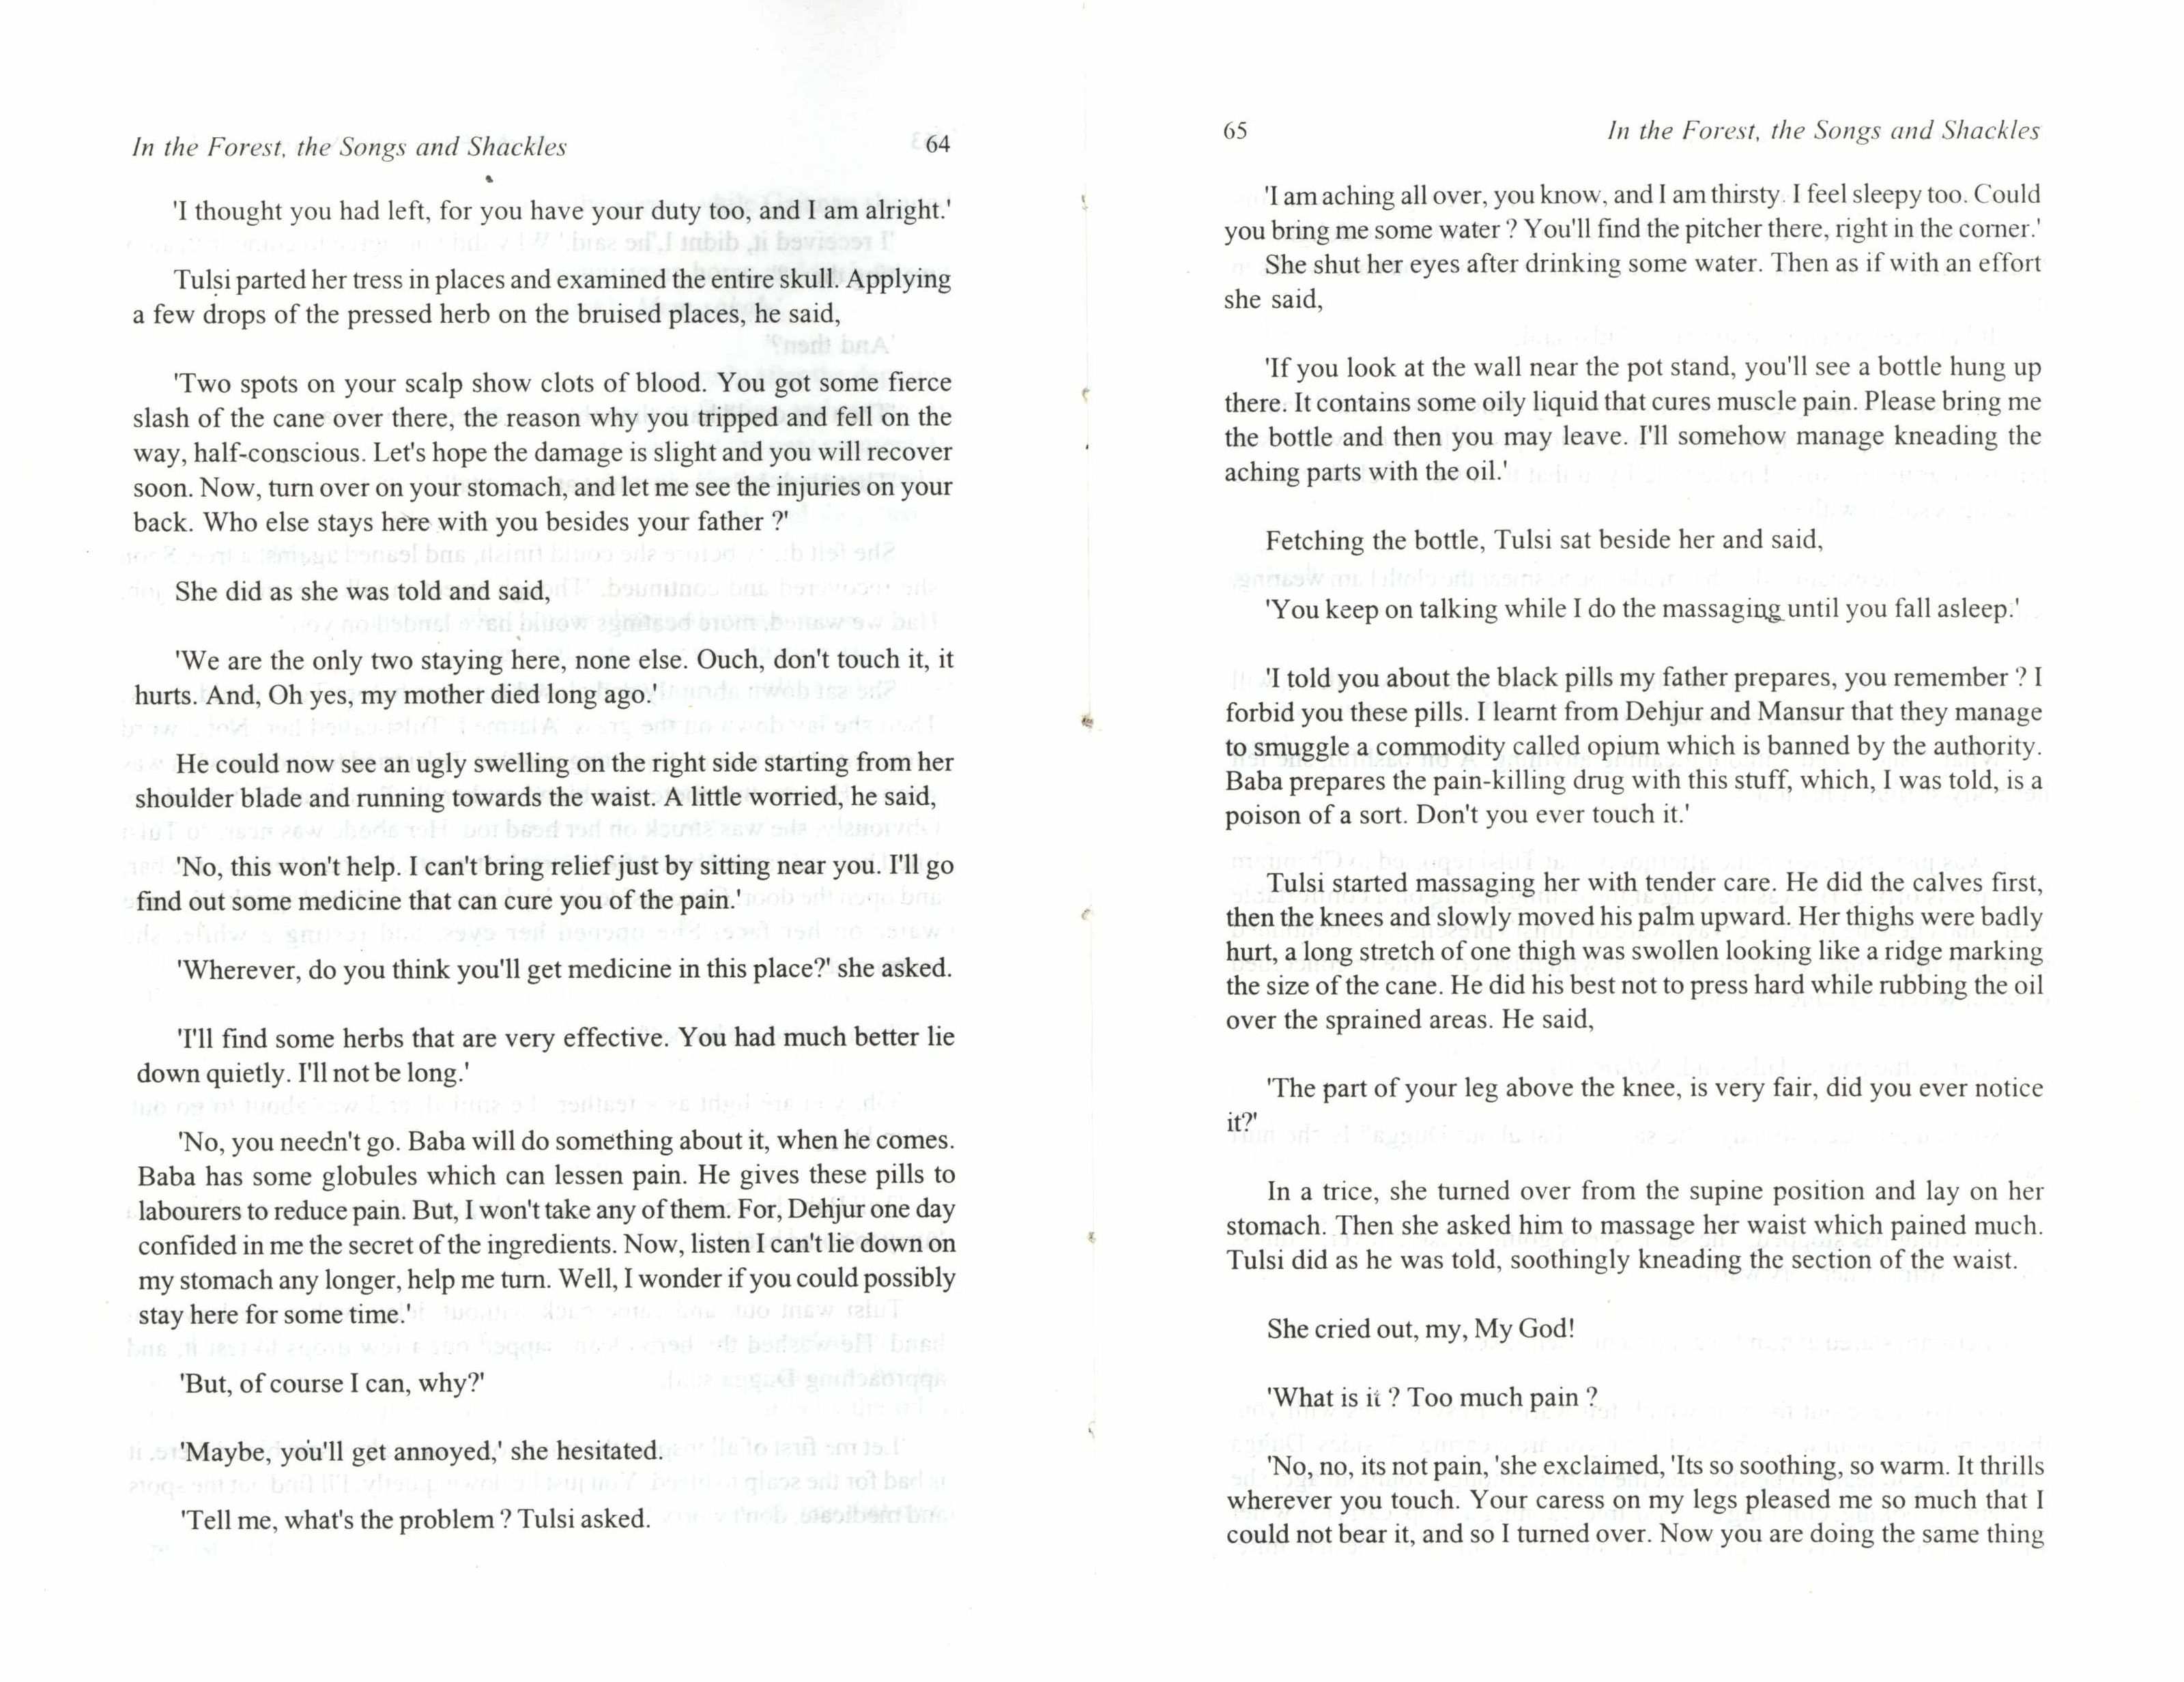 In the Forest, the Songs and Shackles 64
'I thought you had left, for you have your duty too, and I am alright.'
Tulsi parted her tress in places and examined the entire skull. Applying
a few drops of the pressed herb on the bruised places, he said,
'Two spots on your scalp show clots of blood. You got some fierce
slash of the cane over there, the reason why you tripped and fell on the
way, half-conscious. Let's hope the damage is slight and you will recover
soon. Now, turn over on your stomach, and let me see the injuries on your
back. Who else stays here with you besides your father ?'
She did as she was told and said,
'We are the only two staying here, none else. Ouch, don't touch it, it
hurts. And, Oh yes, my mother died long ago.'
He could now see an ugly swelling on the right side starting from her
shoulder blade and running towards the waist. A little worried, he said,
'No, this won't help. I can't bring relief just by sitting near you. I'll go
find out some medicine that can cure you of the pain.'
'Wherever, do you think you'll get medicine in this place?' she asked.
'I'll find some herbs that are very effective. You had much better lie
down quietly. I'll not be long.'
'No, you needn't go. Baba will do something about it, when he comes.
Baba has some globules which can lessen pain. He gives these pills to
labourers to reduce pain. But, I won't take any of them. For, Dehjur one day
confided in me the secret of the ingredients. Now, listen I can't lie down on
my stomach any longer, help me turn. Well, I wonder if you could possibly
stay here for some time.'
'But, of course I can, why?'
'Maybe, you'll get annoyed,' she hesitated.
'Tell me, what's the problem ? Tulsi asked.
65 In the Forest, the Songs and Shackles
'I am aching all over, you know, and I am thirsty. I feel sleepy too. Could
you bring me some water ? You'll find the pitcher there, right in the corner.'
She shut her eyes after drinking some water. Then as if with an effort
she said,
'If you look at the wall near the pot stand, you'll see a bottle hung up
there. It contains some oily liquid that cures muscle pain. Please bring me
the bottle and then you may leave. I'll somehow manage kneading the
aching parts with the oil.'
Fetching the bottle, Tulsi sat beside her and said,
'You keep on talking while I do the massaging until you fall asleep.'
'I told you about the black pills my father prepares, you remember ? I
forbid you these pills. I learnt from Dehjur and Mansur that they manage
to smuggle a commodity called opium which is banned by the authority.
Baba prepares the pain-killing drug with this stuff, which, I was told, is a
poison of a sort. Don't you ever touch it.'
Tulsi started massaging her with tender care. He did the calves first,
then the knees and slowly moved his palm upward. Her thighs were badly
hurt, a long stretch of one thigh was swollen looking like a ridge marking
the size of the cane. He did his best not to press hard while rubbing the oil
over the sprained areas. He said,
'The part of your leg above the knee, is very fair, did you ever notice
it?'
In a trice, she turned over from the supine position and lay on her
stomach. Then she asked him to massage her waist which pained much.
Tulsi did as he was told, soothingly kneading the section of the waist.
She cried out, my, My God!
'What is it ? Too much pain ?
'No, no, its not pain, 'she exclaimed, 'Its so soothing, so warm. It thrills
wherever you touch. Your caress on my legs pleased me so much that I
could not bear it, and so I turned over. Now you are doing the same thing